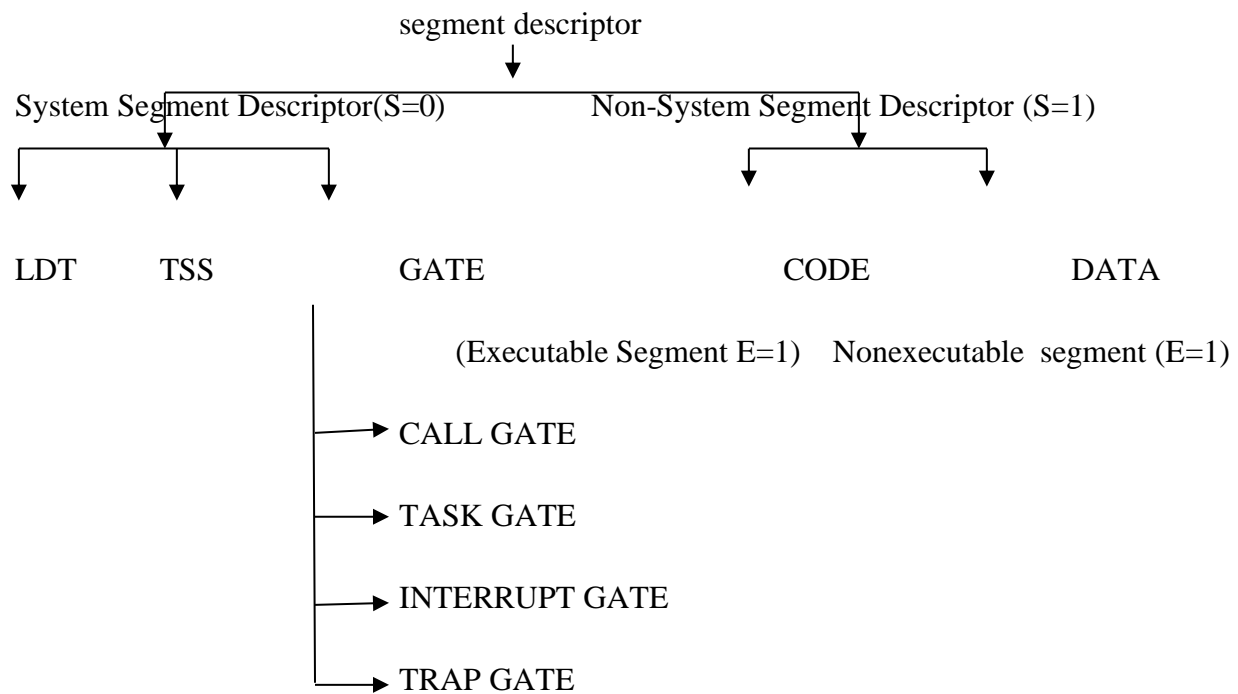 segment descriptor
System Segment Descriptor(S=0) Non-System Segment Descriptor (S=1)
LDT TSS GATE CODE DATA
(Executable Segment E=1) Nonexecutable segment (E=1)
CALL GATE
TASK GATE
INTERRUPT GATE
TRAP GATE